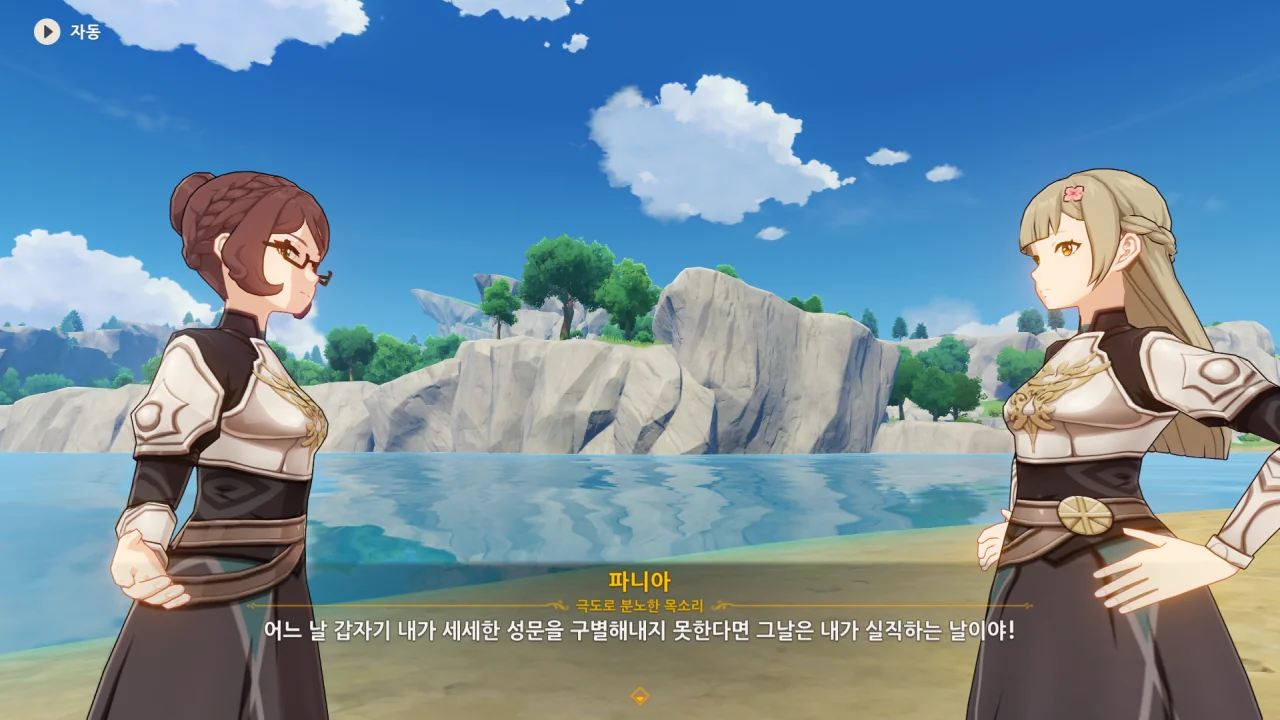 자동
파니아
극도로 분노한 목소리
어느 날 갑자기 내가 세세한 성문을 구별해내지 못한다면 그날은 내가 실직하는 날이야!